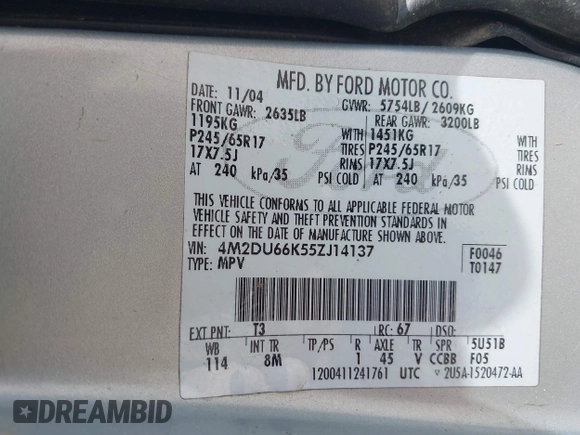 MFD. BY FORD MOTOR CO.
DATE: 11/04 GVWR: 5754LB/ 2609KG
FRONT GAWR: 2635LB REAR GAWR: 3200LB
1195KG 1451KG
P245/65R17 TIRES P245/65R17
17X7.5J RIMS 17X7.5J
AT 240 kPa/35 PSI COLD AT 240 kPa/35 PSI COLD
THIS VEHICLE CONFORMS TO ALL APPLICABLE FEDERAL MOTOR
VEHICLE SAFETY AND THEFT PREVENTION STANDARDS IN
EFFECT ON THE DATE OF MANUFACTURE SHOWN ABOVE.
VIN: 4M2DU66K55ZJ14137 F0046
TYPE: MPV T0147
EXT PNT: T3 RC: 67 DSO:
WB INT TR TP/PS R AXLE TR SPR 5U51B
114 8M 1 45 V CCBB F05
1200411241761 UTC 2U5A-1520472-AA
Ford
DREAMBID DREAMBID.COM